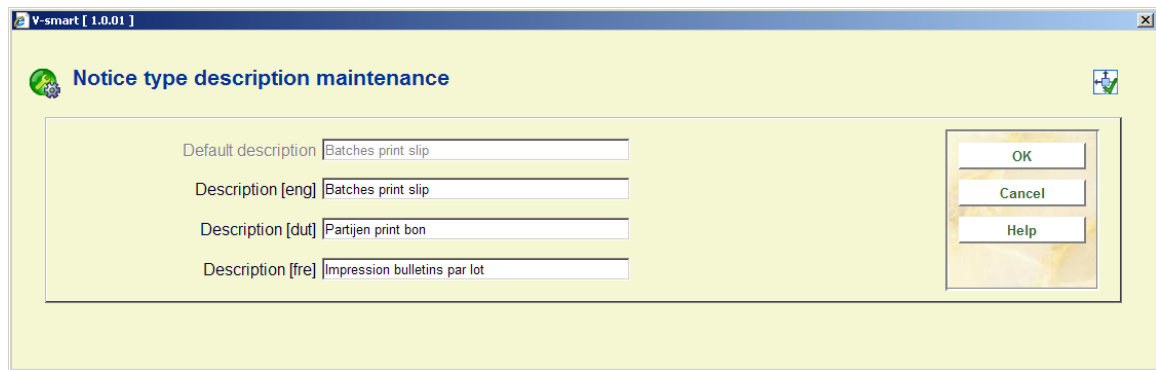 V-smart [ 1.0.01 ]
Notice type description maintenance
Default description Batches print slip
Description [eng] Batches print slip
Description [dut] Partijen print bon
Description [fre] Impression bulletins par lot
OK
Cancel
Help